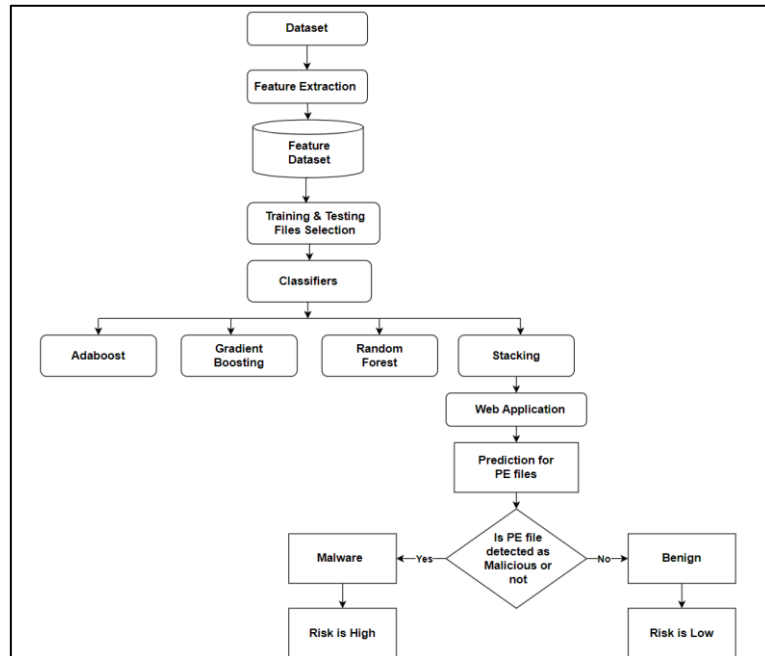 Dataset
Feature Extraction
Feature
Dataset
Training & Testing
Files Selection
Classifiers
Adaboost
Gradient
Boosting
Random
Forest
Stacking
Web Application
Prediction for
PE files
Is PE file
detected as
Malicious or
not
Yes
No
Malware
Benign
Risk is High
Risk is Low